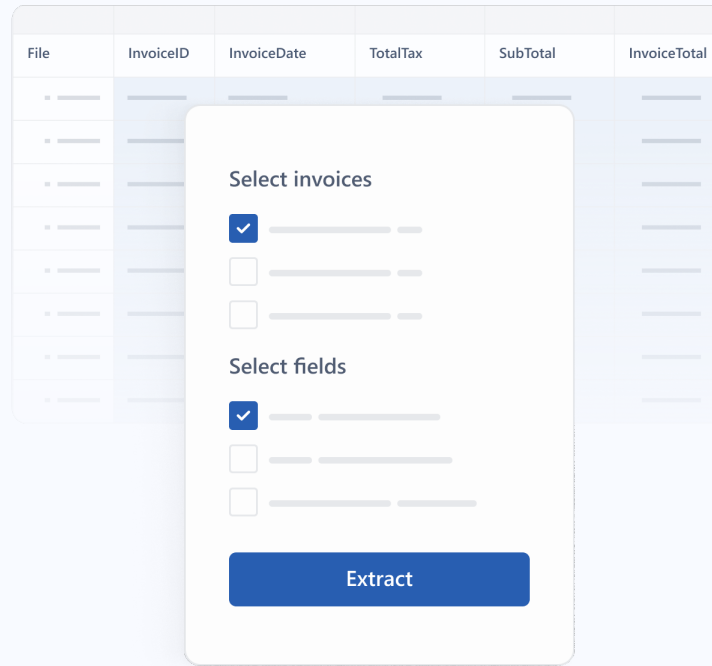 File InvoiceID InvoiceDate TotalTax SubTotal InvoiceTotal
Select invoices
Select fields
Extract